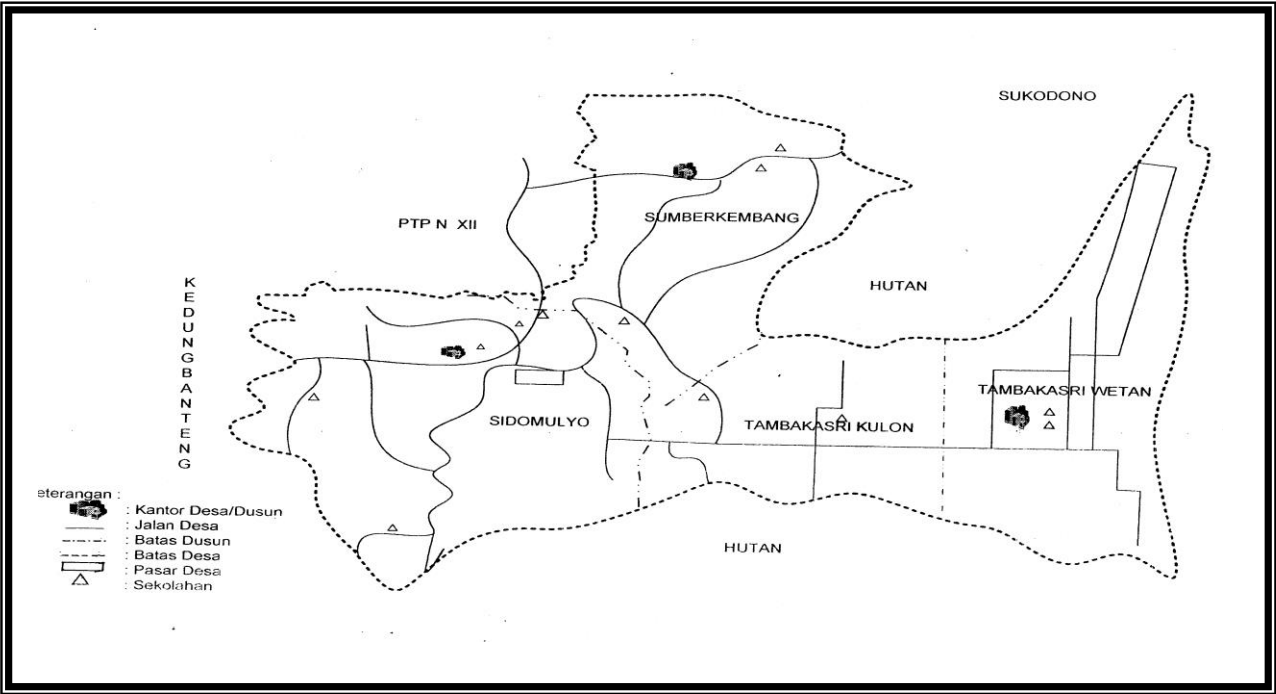 SUKODONO
SUMBERKEMBANG
PTP N XII
HUTAN
KEDUNGBANTENG
TAMBAKASRI WETAN
SIDOMULYO
TAMBAKASRI KULON
HUTAN
eterangan :
: Kantor Desa/Dusun
: Jalan Desa
: Batas Dusun
: Batas Desa
: Pasar Desa
: Sekolahan